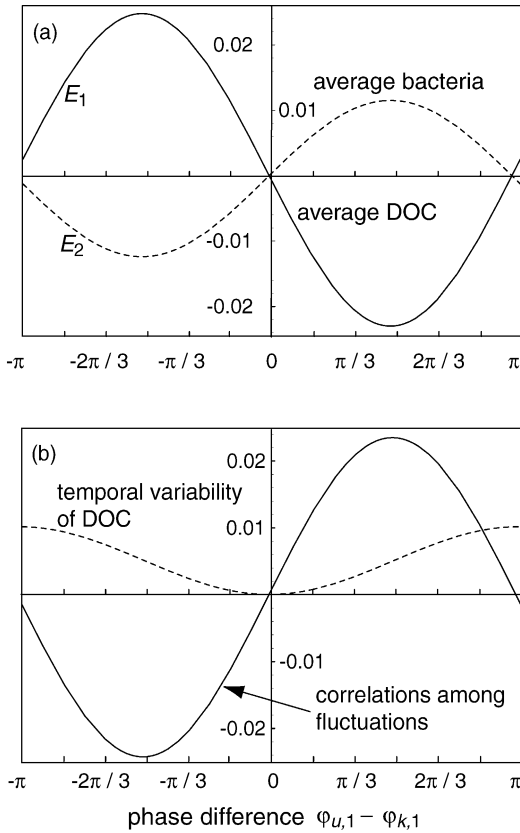 (a)
0.02
E1
average bacteria
0.01
average DOC
E2
-0.01
-0.02
-π -2π / 3 -π / 3 0 π / 3 2π / 3 π
(b)
0.02
temporal variability
of DOC
0.01
-0.01
correlations among
fluctuations
-0.02
-π -2π / 3 -π / 3 0 π / 3 2π / 3 π
phase difference φu,1 − φk,1